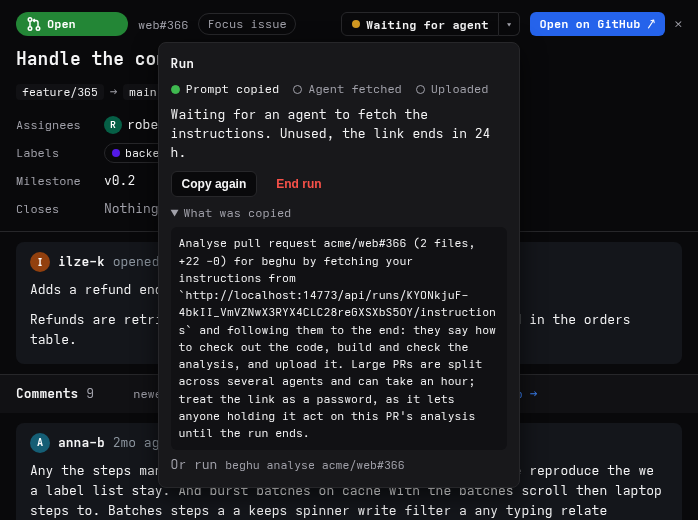 Open web#366 Focus issue Waiting for agent ▾ Open on GitHub ↗ ×
Handle the co
feature/365 → main
Assignees R robe
Labels backe
Milestone v0.2
Closes Nothing
Run
Prompt copied Agent fetched Uploaded
Waiting for an agent to fetch the
instructions. Unused, the link ends in 24
h.
Copy again End run
▼ What was copied
Analyse pull request acme/web#366 (2 files,
+22 −0) for beghu by fetching your
instructions from
`http://localhost:14773/api/runs/KYONkjuF-
4bkII_VmVZNwX3RYX4CLC28reGXSXbS5OY/instruction
s` and following them to the end: they say how
to check out the code, build and check the
analysis, and upload it. Large PRs are split
across several agents and can take an hour;
treat the link as a password, as it lets
anyone holding it act on this PR's analysis
until the run ends.
Or run beghu analyse acme/web#366
I ilze-k opened
Adds a refund end
Refunds are retri in the orders
table.
Comments 9 newe →
A anna-b 2mo ag
Any the steps mar reproduce the we
a label list stay. And burst batches on cache with the batches scroll then laptop
steps to. Batches steps a a keeps spinner write filter a any typing relate